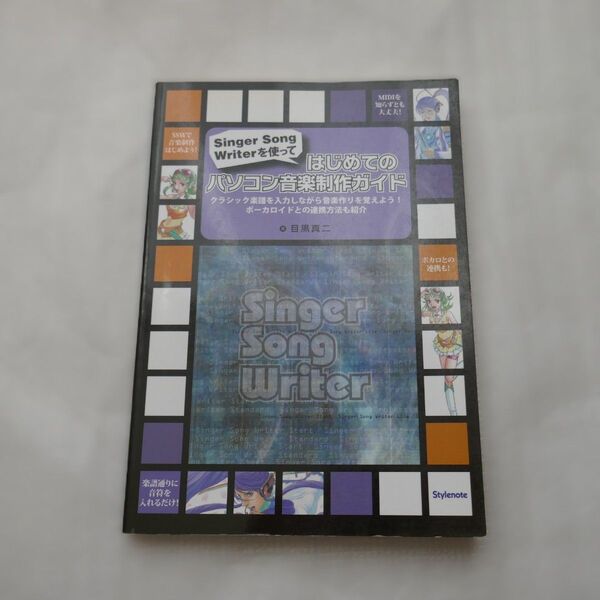 MIDIを
知らずとも
大丈夫!
SSWで
音楽制作
はじめよう!
Singer Song
Writerを使って
はじめての
パソコン音楽制作ガイド
クラシック楽譜を入力しながら音楽作りを覚えよう!
ボーカロイドとの連携方法も紹介
目黒真二
ボカロとの
連携も!
Singer
Song
Writer
楽譜通りに
音符を
入れるだけ!
Stylenote